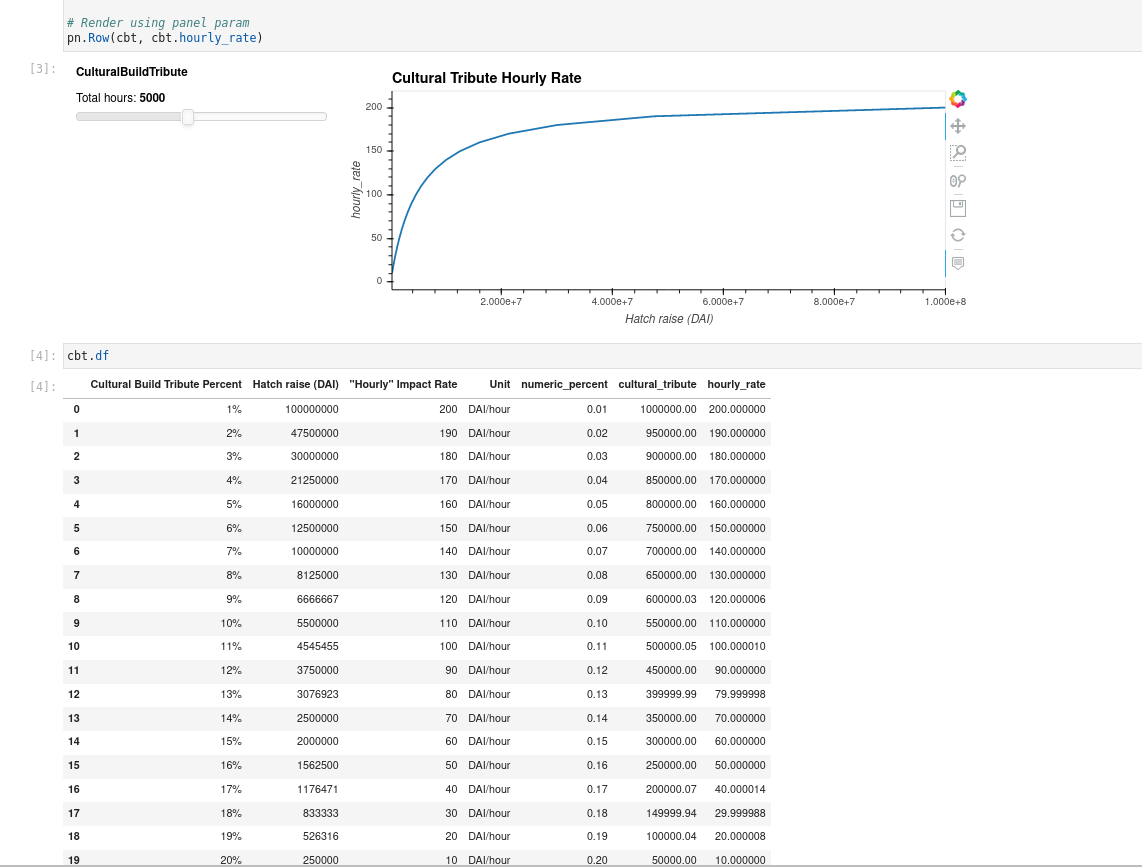 # Render using panel param
pn.Row(cbt, cbt.hourly_rate)
[3]:
CulturalBuildTribute
Total hours: 5000
Cultural Tribute Hourly Rate
200
150
100
50
0
hourly_rate
2.000e+7 4.000e+7 6.000e+7 8.000e+7 1.000e+8
Hatch raise (DAI)
[4]: cbt.df
[4]:
Cultural Build Tribute Percent Hatch raise (DAI) "Hourly" Impact Rate Unit numeric_percent cultural_tribute hourly_rate
0 1% 100000000 200 DAI/hour 0.01 1000000.00 200.000000
1 2% 47500000 190 DAI/hour 0.02 950000.00 190.000000
2 3% 30000000 180 DAI/hour 0.03 900000.00 180.000000
3 4% 21250000 170 DAI/hour 0.04 850000.00 170.000000
4 5% 16000000 160 DAI/hour 0.05 800000.00 160.000000
5 6% 12500000 150 DAI/hour 0.06 750000.00 150.000000
6 7% 10000000 140 DAI/hour 0.07 700000.00 140.000000
7 8% 8125000 130 DAI/hour 0.08 650000.00 130.000000
8 9% 6666667 120 DAI/hour 0.09 600000.03 120.000006
9 10% 5500000 110 DAI/hour 0.10 550000.00 110.000000
10 11% 4545455 100 DAI/hour 0.11 500000.05 100.000010
11 12% 3750000 90 DAI/hour 0.12 450000.00 90.000000
12 13% 3076923 80 DAI/hour 0.13 399999.99 79.999998
13 14% 2500000 70 DAI/hour 0.14 350000.00 70.000000
14 15% 2000000 60 DAI/hour 0.15 300000.00 60.000000
15 16% 1562500 50 DAI/hour 0.16 250000.00 50.000000
16 17% 1176471 40 DAI/hour 0.17 200000.07 40.000014
17 18% 833333 30 DAI/hour 0.18 149999.94 29.999988
18 19% 526316 20 DAI/hour 0.19 100000.04 20.000008
19 20% 250000 10 DAI/hour 0.20 50000.00 10.000000